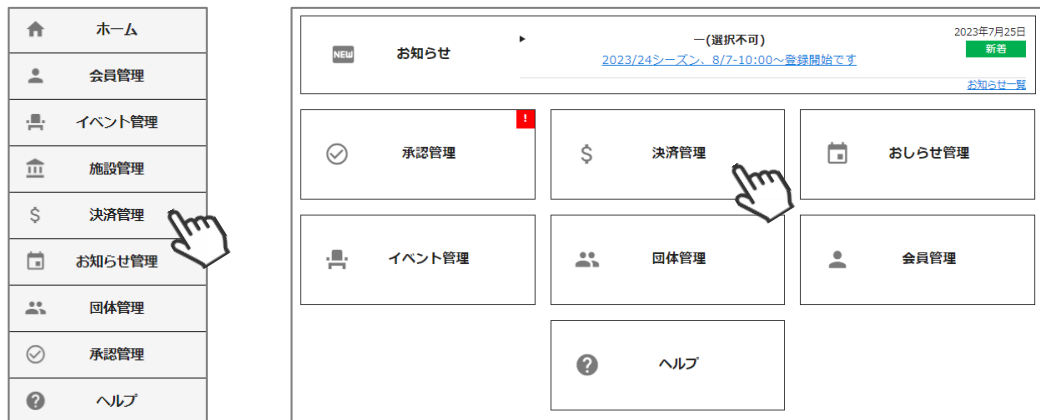 ホーム
会員管理
イベント管理
施設管理
決済管理
お知らせ管理
団体管理
承認管理
ヘルプ
NEW
お知らせ
ー(選択不可)
2023/24シーズン、8/7-10:00～登録開始です
2023年7月25日
新着
お知らせ一覧
承認管理
!
$ 決済管理
おしらせ管理
イベント管理
団体管理
会員管理
? ヘルプ